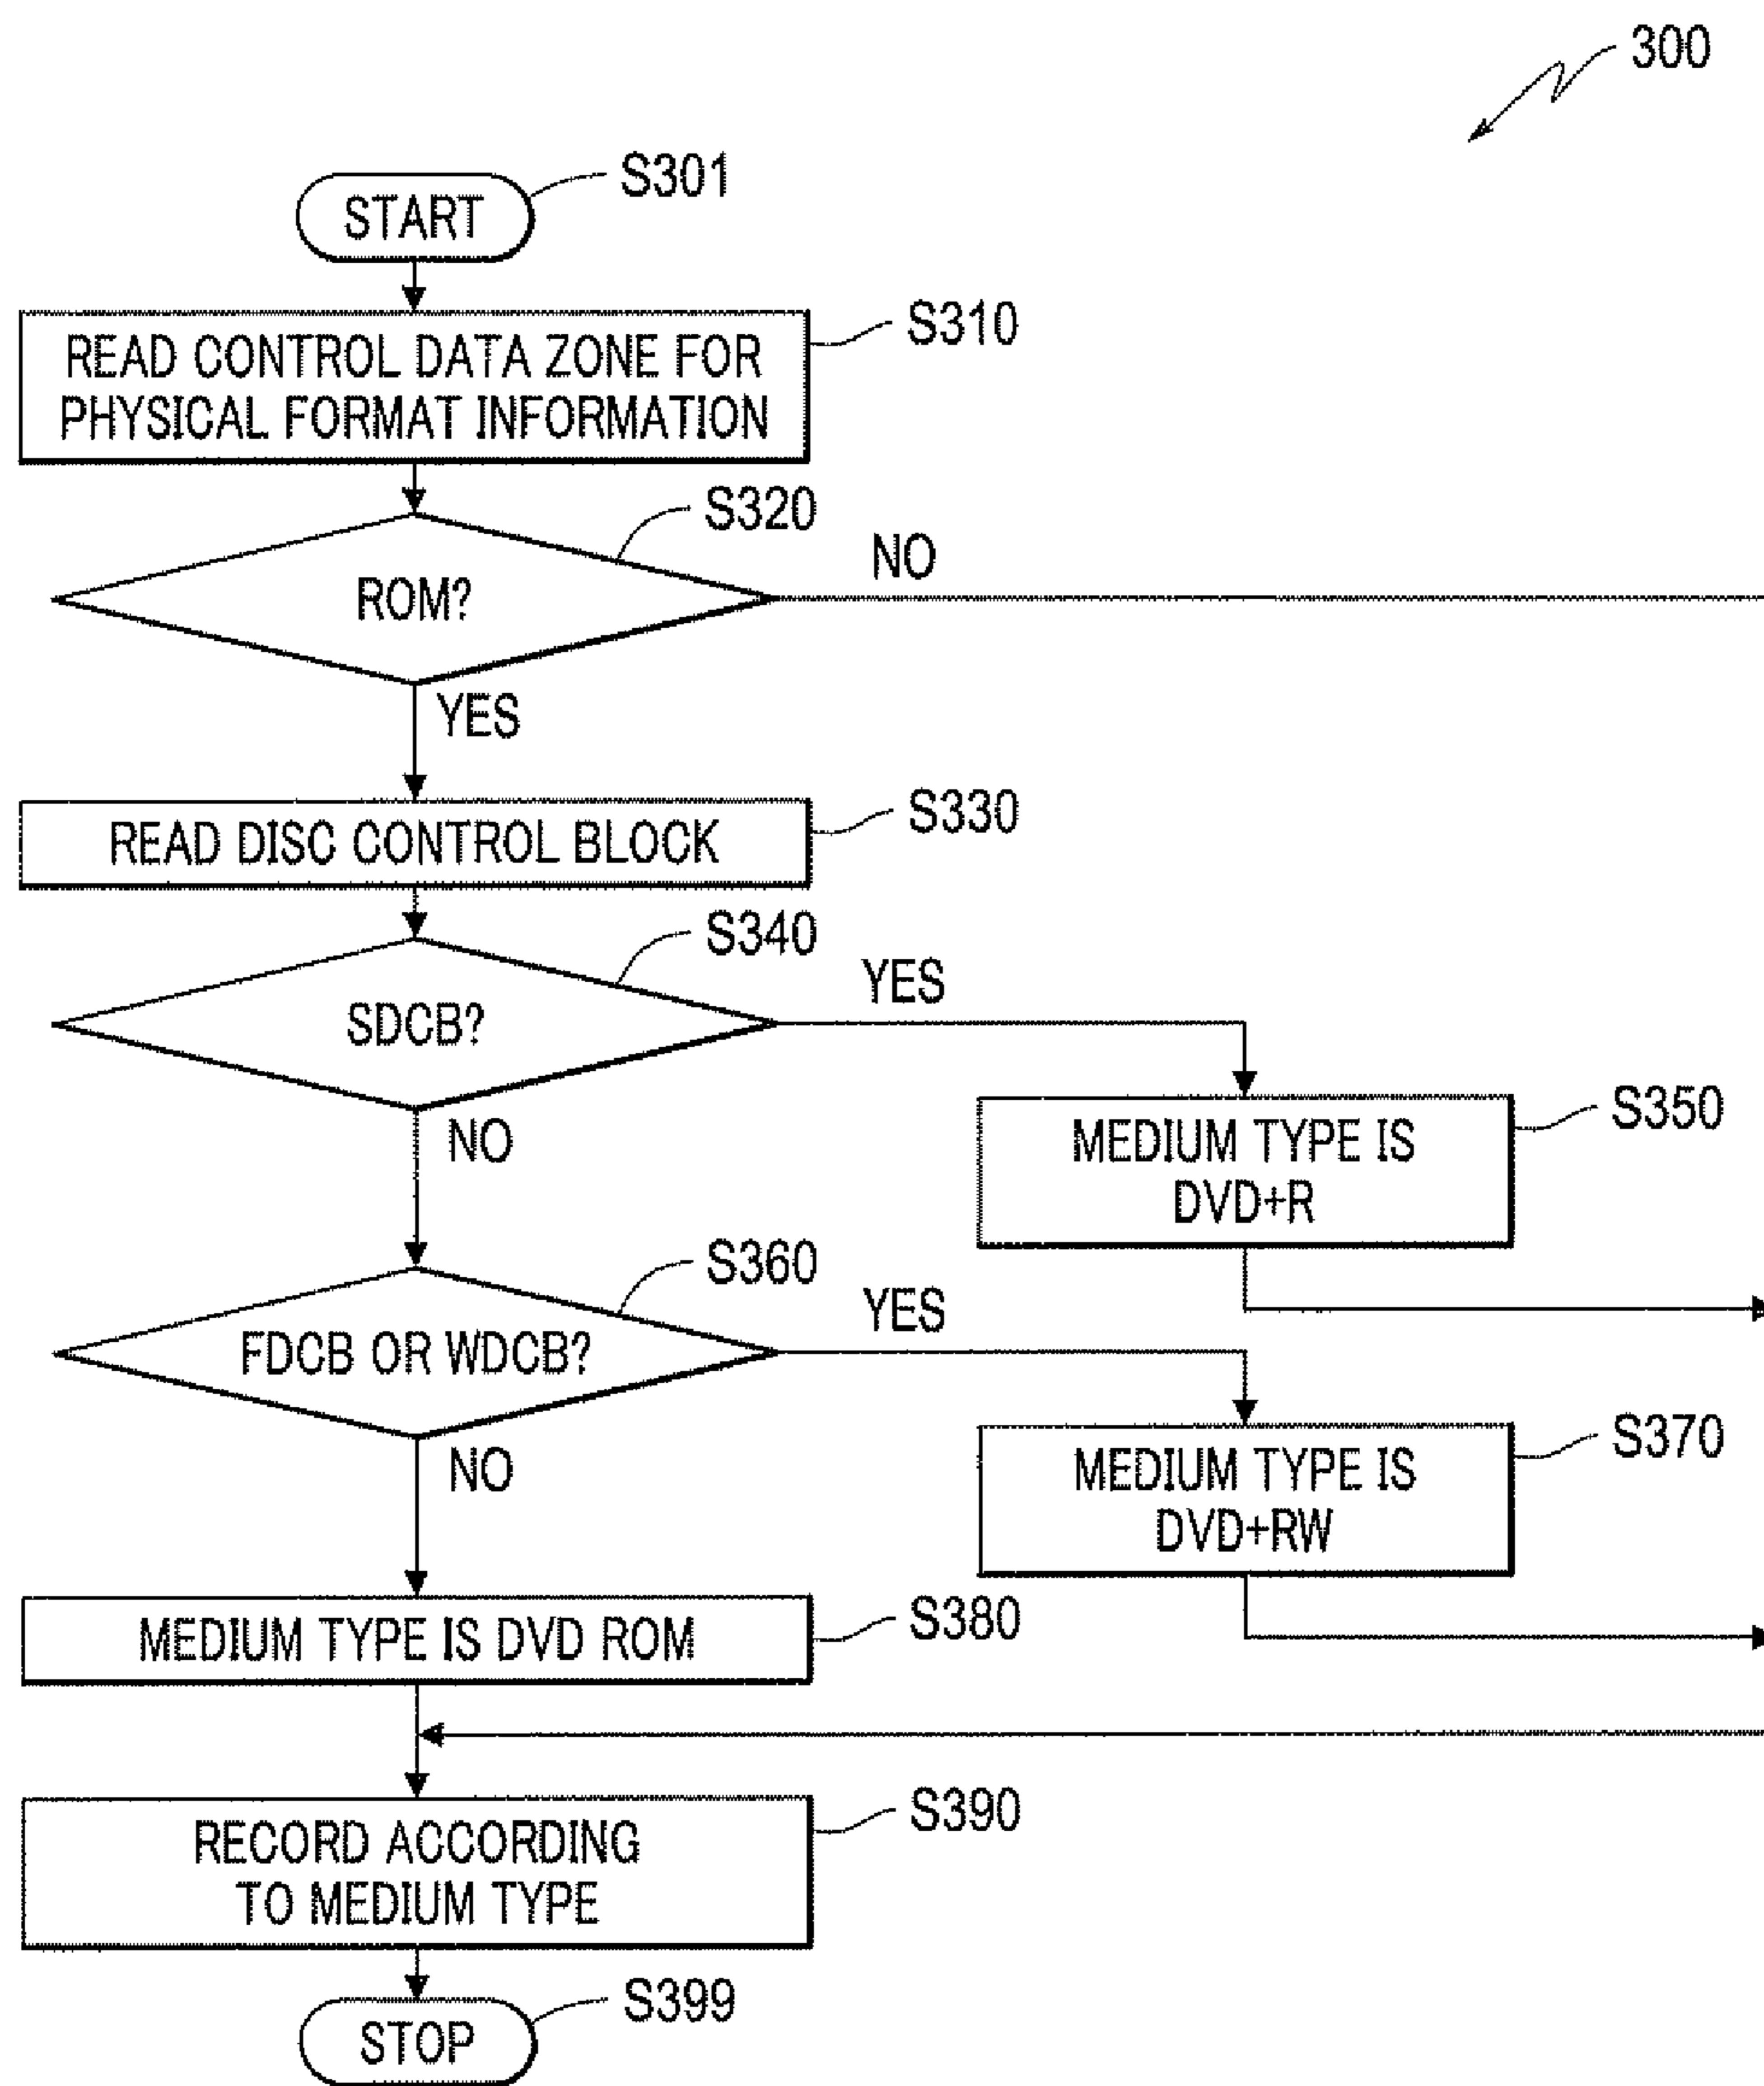 300
S301
START
S310
READ CONTROL DATA ZONE FOR
PHYSICAL FORMAT INFORMATION
S320
NO
ROM?
YES
S330
READ DISC CONTROL BLOCK
S340
YES
SDCB?
NO
S350
MEDIUM TYPE IS
DVD+R
S360
YES
FDCB OR WDCB?
NO
S370
MEDIUM TYPE IS
DVD+RW
S380
MEDIUM TYPE IS DVD ROM
S390
RECORD ACCORDING
TO MEDIUM TYPE
S399
STOP